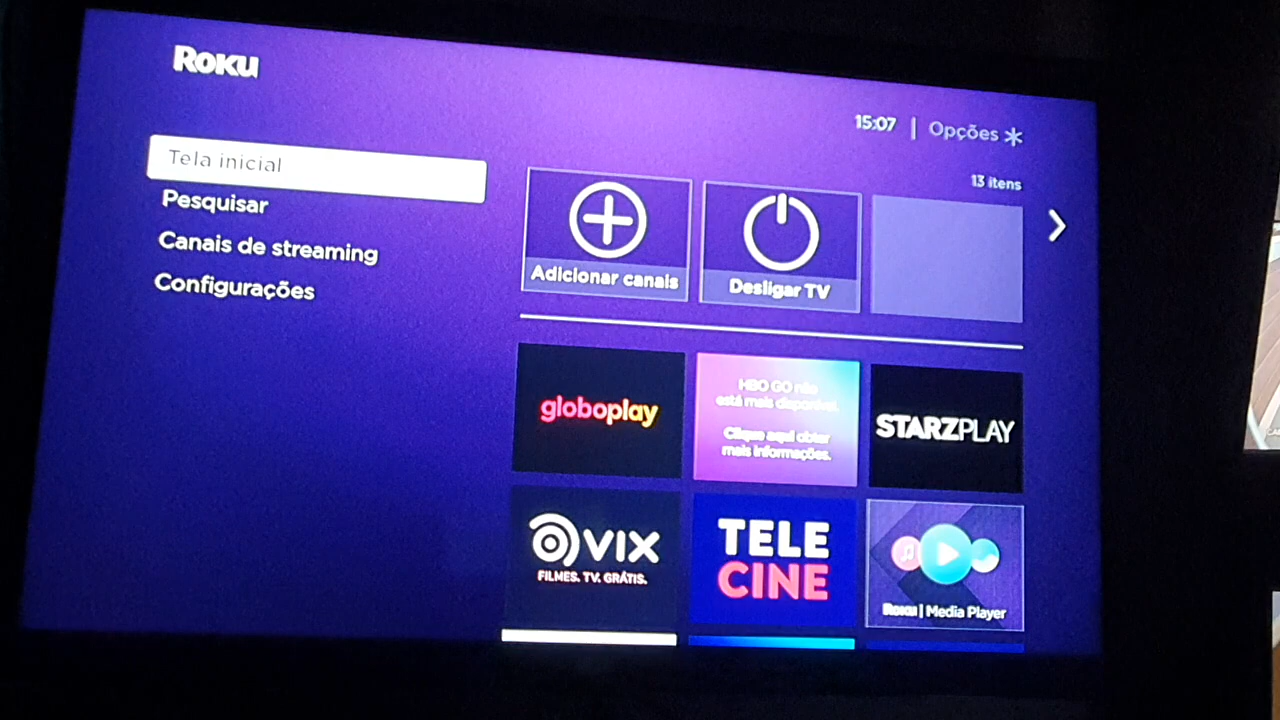 Roku
15:07 | Opções
Tela inicial
Pesquisar
Canais de streaming
Configurações
13 itens
Adicionar canais
Desligar TV
globoplay
HBO GO não
está mais disponível.
Clique aqui obter
mais informações.
STARZPLAY
VIX
FILMES. TV. GRÁTIS.
TELE
CINE
Roku | Media Player